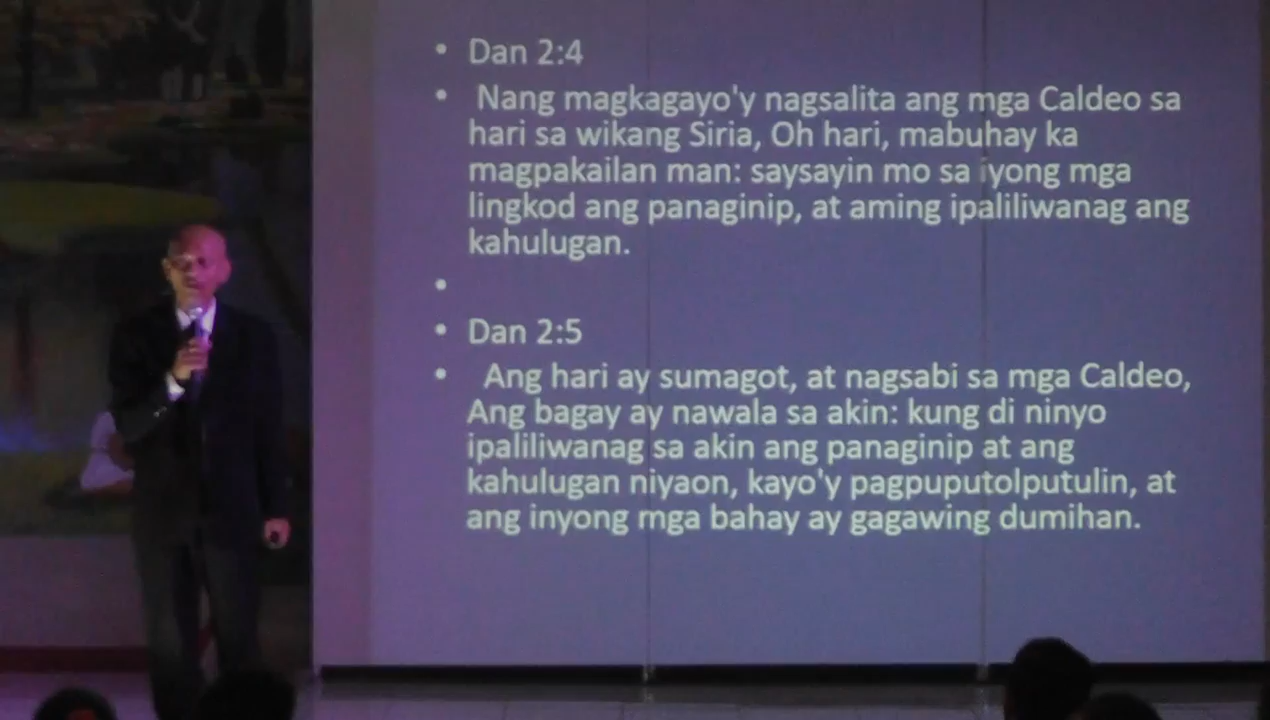 • Dan 2:4
• Nang magkagayo'y nagsalita ang mga Caldeo sa
hari sa wikang Siria, Oh hari, mabuhay ka
magpakailan man: saysayin mo sa iyong mga
lingkod ang panaginip, at aming ipaliliwanag ang
kahulugan.
•
• Dan 2:5
• Ang hari ay sumagot, at nagsabi sa mga Caldeo,
Ang bagay ay nawala sa akin: kung di ninyo
ipaliliwanag sa akin ang panaginip at ang
kahulugan niyaon, kayo'y pagpuputolputulin, at
ang inyong mga bahay ay gagawing dumihan.